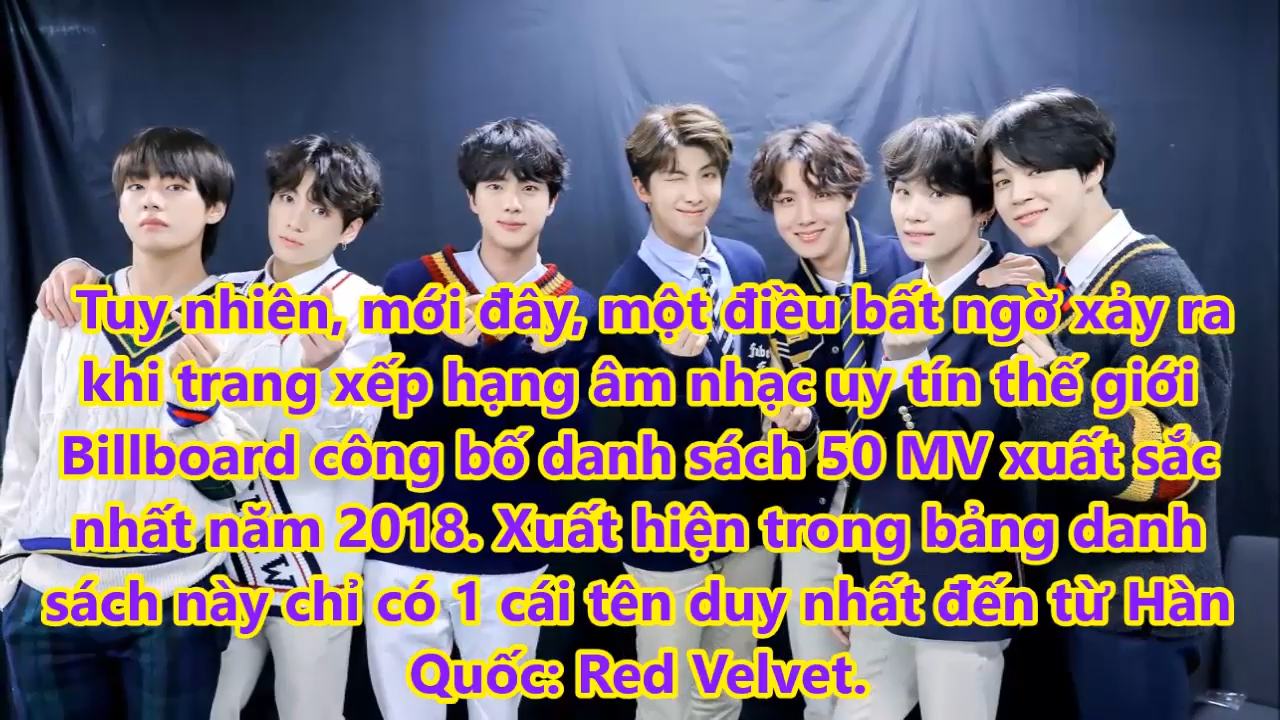 Tuy nhiên, mới đây, một điều bất ngờ xảy ra
khi trang xếp hạng âm nhạc uy tín thế giới
Billboard công bố danh sách 50 MV xuất sắc
nhất năm 2018. Xuất hiện trong bảng danh
sách này chỉ có 1 cái tên duy nhất đến từ Hàn
Quốc: Red Velvet.